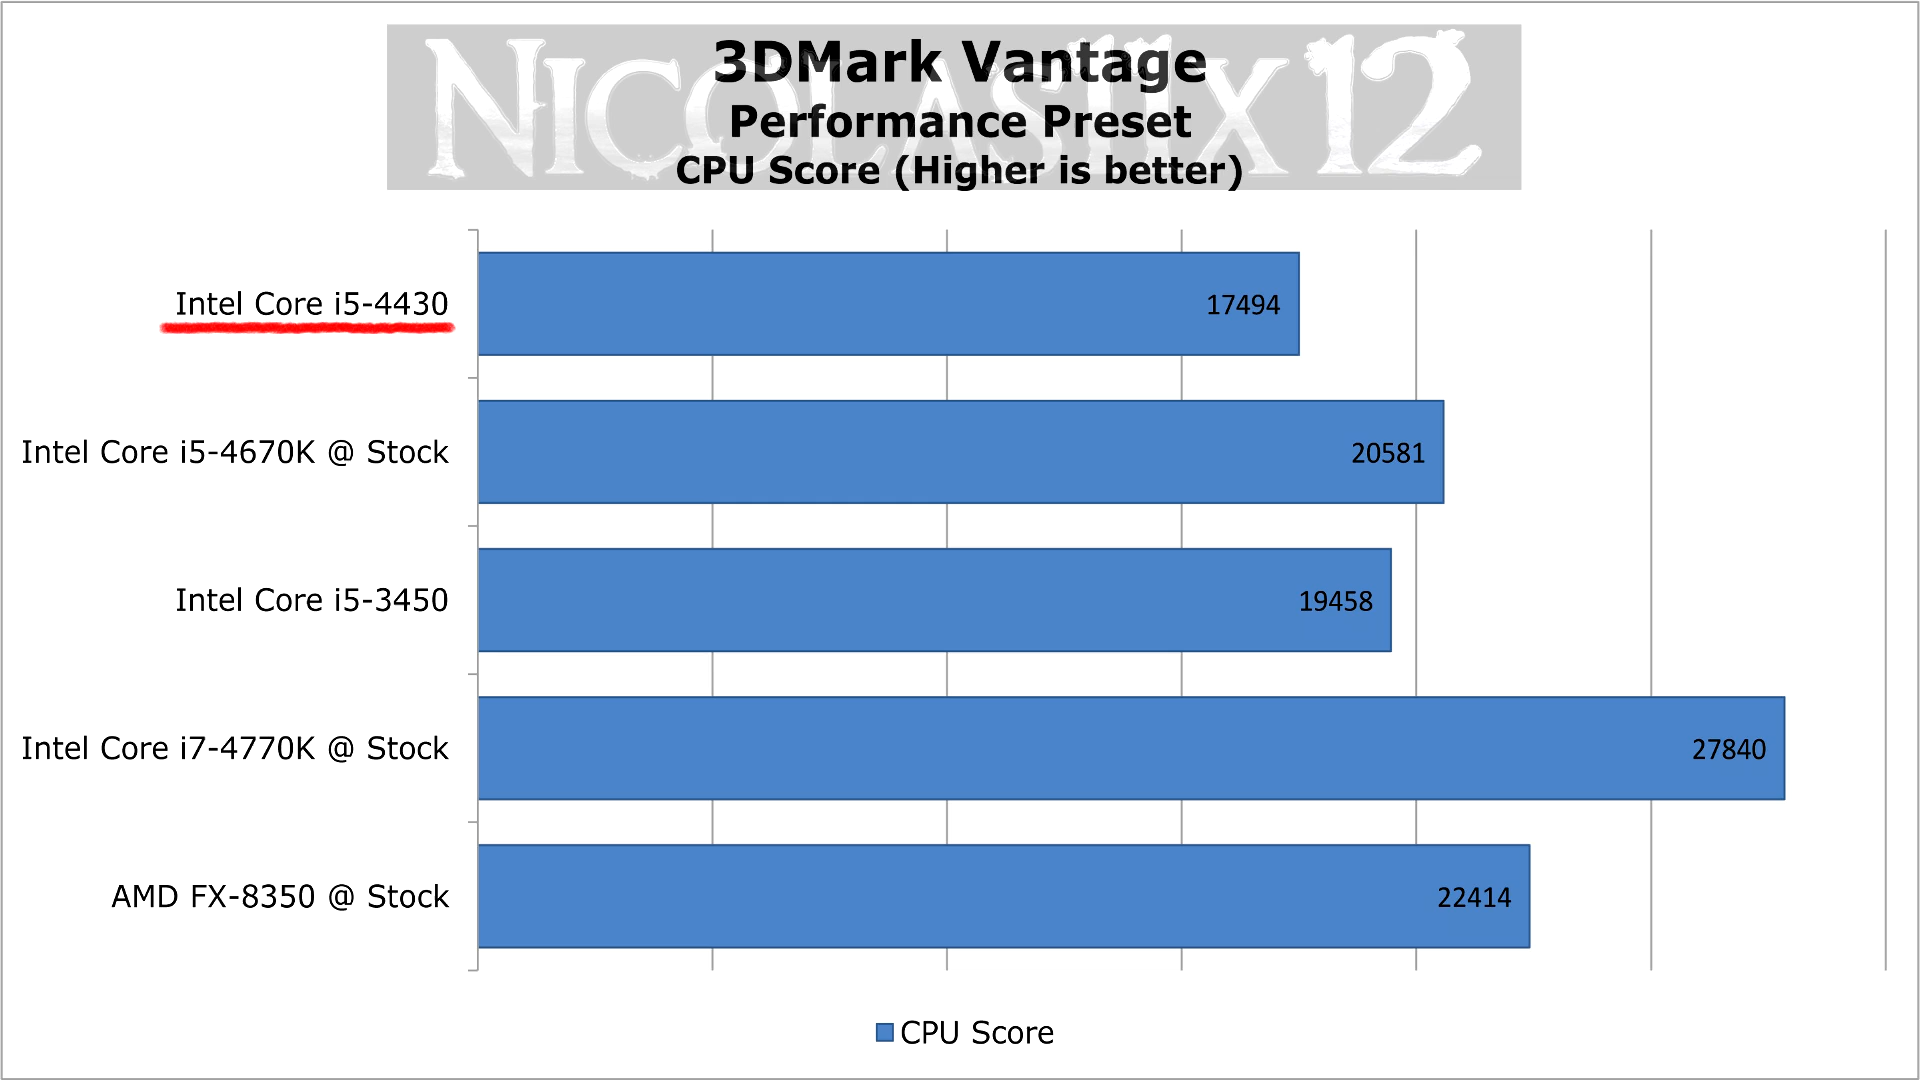 Nicolas11x12
3DMark Vantage
Performance Preset
CPU Score (Higher is better)
Intel Core i5-4430
17494
Intel Core i5-4670K @ Stock
20581
Intel Core i5-3450
19458
Intel Core i7-4770K @ Stock
27840
AMD FX-8350 @ Stock
22414
CPU Score